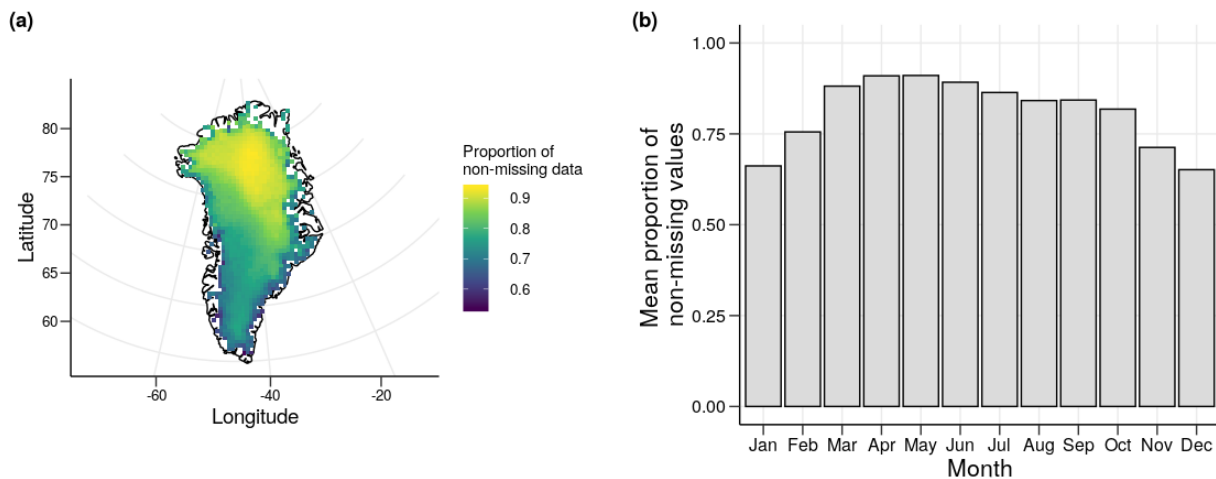 (a)
80
75
70
65
60
Latitude
-60
-40
-20
Longitude
Proportion of
non-missing data
0.9
0.8
0.7
0.6
(b)
1.00
0.75
0.50
0.25
0.00
Mean proportion of
non-missing values
Jan Feb Mar Apr May Jun Jul Aug Sep Oct Nov Dec
Month